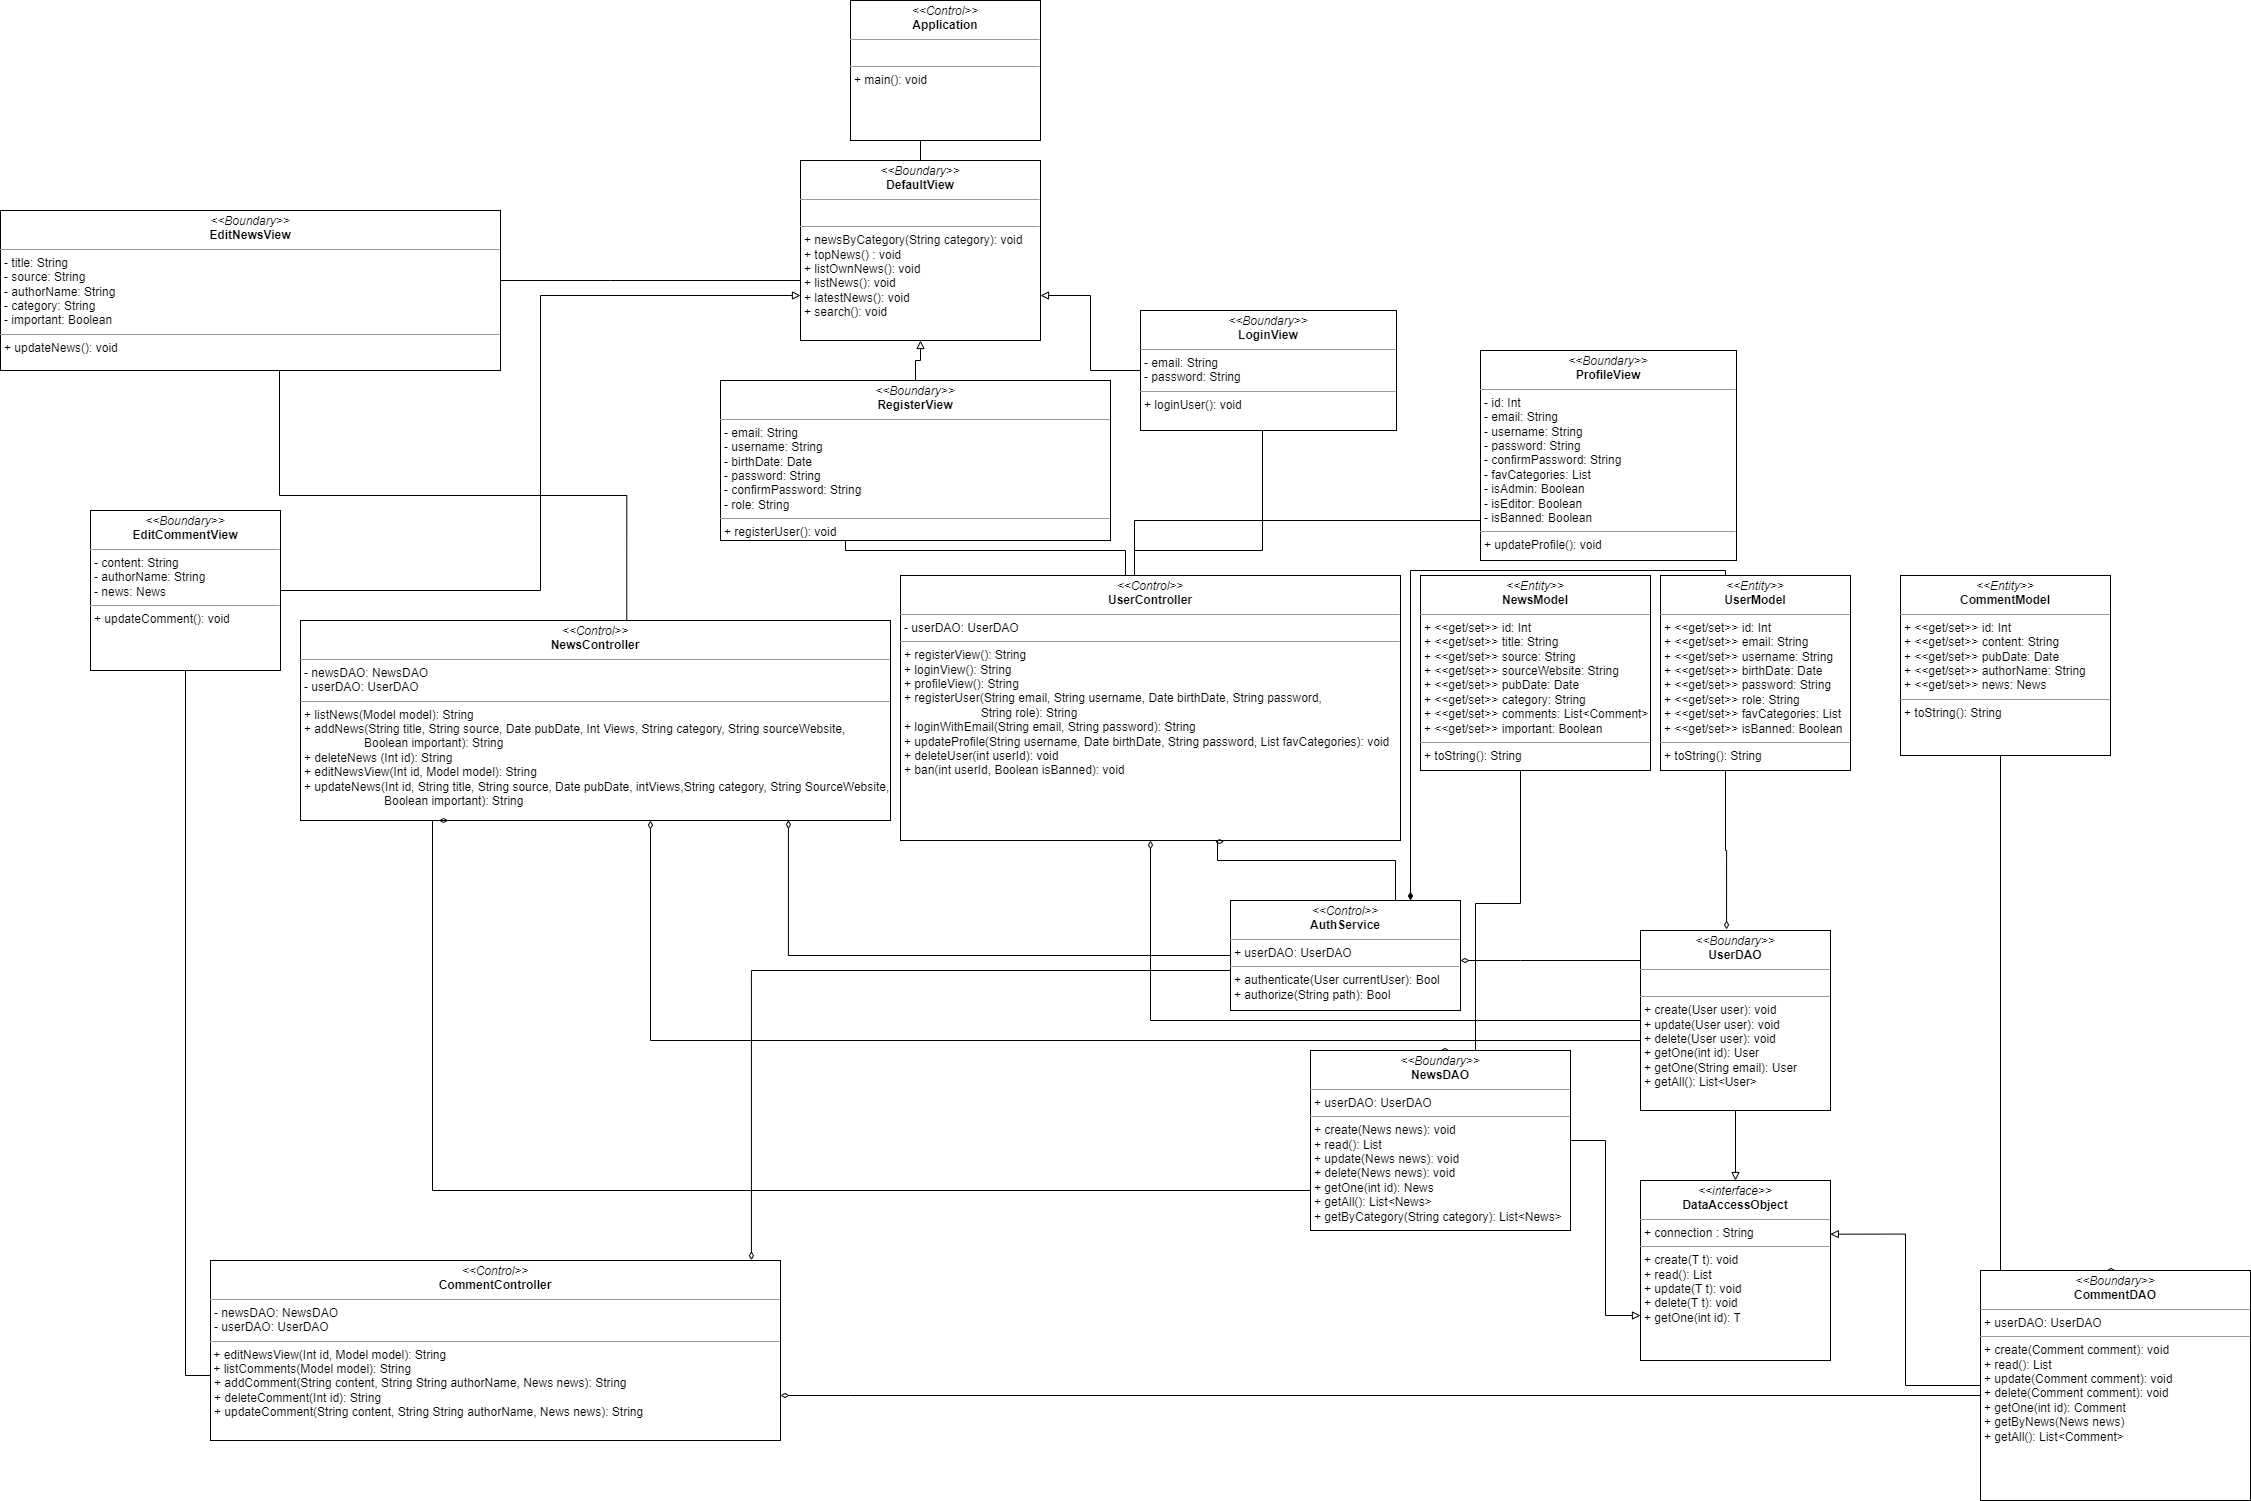 <<Control>>
Application
+ main(): void
<<Boundary>>
DefaultView
+ newsByCategory(String category): void
+ topNews() : void
+ listOwnNews(): void
+ listNews(): void
+ latestNews(): void
+ search(): void
<<Boundary>>
EditNewsView
- title: String
- source: String
- authorName: String
- category: String
- important: Boolean
+ updateNews(): void
<<Boundary>>
LoginView
- email: String
- password: String
+ loginUser(): void
<<Boundary>>
ProfileView
- id: Int
- email: String
- username: String
- password: String
- confirmPassword: String
- favCategories: List
- isAdmin: Boolean
- isEditor: Boolean
- isBanned: Boolean
+ updateProfile(): void
<<Boundary>>
RegisterView
- email: String
- username: String
- birthDate: Date
- password: String
- confirmPassword: String
- role: String
+ registerUser(): void
<<Boundary>>
EditCommentView
- content: String
- authorName: String
- news: News
+ updateComment(): void
<<Control>>
NewsController
- newsDAO: NewsDAO
- userDAO: UserDAO
+ listNews(Model model): String
+ addNews(String title, String source, Date pubDate, Int Views, String category, String sourceWebsite,
Boolean important): String
+ deleteNews (Int id): String
+ editNewsView(Int id, Model model): String
+ updateNews(Int id, String title, String source, Date pubDate, intViews,String category, String SourceWebsite,
Boolean important): String
<<Control>>
UserController
- userDAO: UserDAO
+ registerView(): String
+ loginView(): String
+ profileView(): String
+ registerUser(String email, String username, Date birthDate, String password,
String role): String
+ loginWithEmail(String email, String password): String
+ updateProfile(String username, Date birthDate, String password, List favCategories): void
+ deleteUser(int userId): void
+ ban(int userId, Boolean isBanned): void
<<Entity>>
NewsModel
+ <<get/set>> id: Int
+ <<get/set>> title: String
+ <<get/set>> source: String
+ <<get/set>> sourceWebsite: String
+ <<get/set>> pubDate: Date
+ <<get/set>> category: String
+ <<get/set>> comments: List<Comment>
+ <<get/set>> important: Boolean
+ toString(): String
<<Entity>>
UserModel
+ <<get/set>> id: Int
+ <<get/set>> email: String
+ <<get/set>> username: String
+ <<get/set>> birthDate: Date
+ <<get/set>> password: String
+ <<get/set>> role: String
+ <<get/set>> favCategories: List
+ <<get/set>> isBanned: Boolean
+ toString(): String
<<Entity>>
CommentModel
+ <<get/set>> id: Int
+ <<get/set>> content: String
+ <<get/set>> pubDate: Date
+ <<get/set>> authorName: String
+ <<get/set>> news: News
+ toString(): String
<<Control>>
AuthService
+ userDAO: UserDAO
+ authenticate(User currentUser): Bool
+ authorize(String path): Bool
<<Boundary>>
UserDAO
+ create(User user): void
+ update(User user): void
+ delete(User user): void
+ getOne(int id): User
+ getOne(String email): User
+ getAll(): List<User>
<<Boundary>>
NewsDAO
+ userDAO: UserDAO
+ create(News news): void
+ read(): List
+ update(News news): void
+ delete(News news): void
+ getOne(int id): News
+ getAll(): List<News>
+ getByCategory(String category): List<News>
<<interface>>
DataAccessObject
+ connection : String
+ create(T t): void
+ read(): List
+ update(T t): void
+ delete(T t): void
+ getOne(int id): T
<<Control>>
CommentController
- newsDAO: NewsDAO
- userDAO: UserDAO
+ editNewsView(Int id, Model model): String
+ listComments(Model model): String
+ addComment(String content, String String authorName, News news): String
+ deleteComment(Int id): String
+ updateComment(String content, String String authorName, News news): String
<<Boundary>>
CommentDAO
+ userDAO: UserDAO
+ create(Comment comment): void
+ read(): List
+ update(Comment comment): void
+ delete(Comment comment): void
+ getOne(int id): Comment
+ getByNews(News news)
+ getAll(): List<Comment>